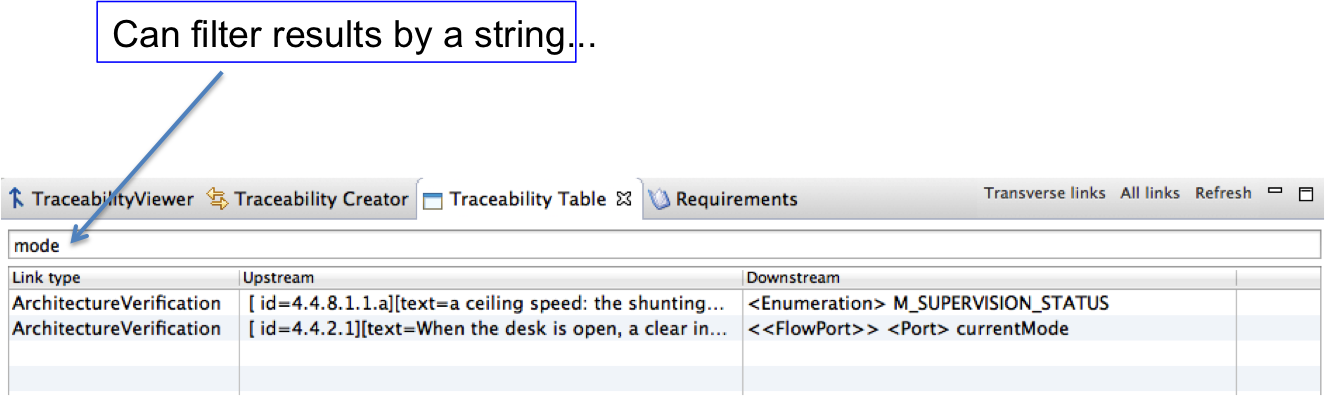 Can filter results by a string...
TraceabilityViewer Traceability Creator Traceability Table Requirements Transverse links All links Refresh
mode
Link type Upstream Downstream
ArchitectureVerification [ id=4.4.8.1.1.a][text=a ceiling speed: the shunting... <Enumeration> M_SUPERVISION_STATUS
ArchitectureVerification [ id=4.4.2.1][text=When the desk is open, a clear in... <<FlowPort>> <Port> currentMode